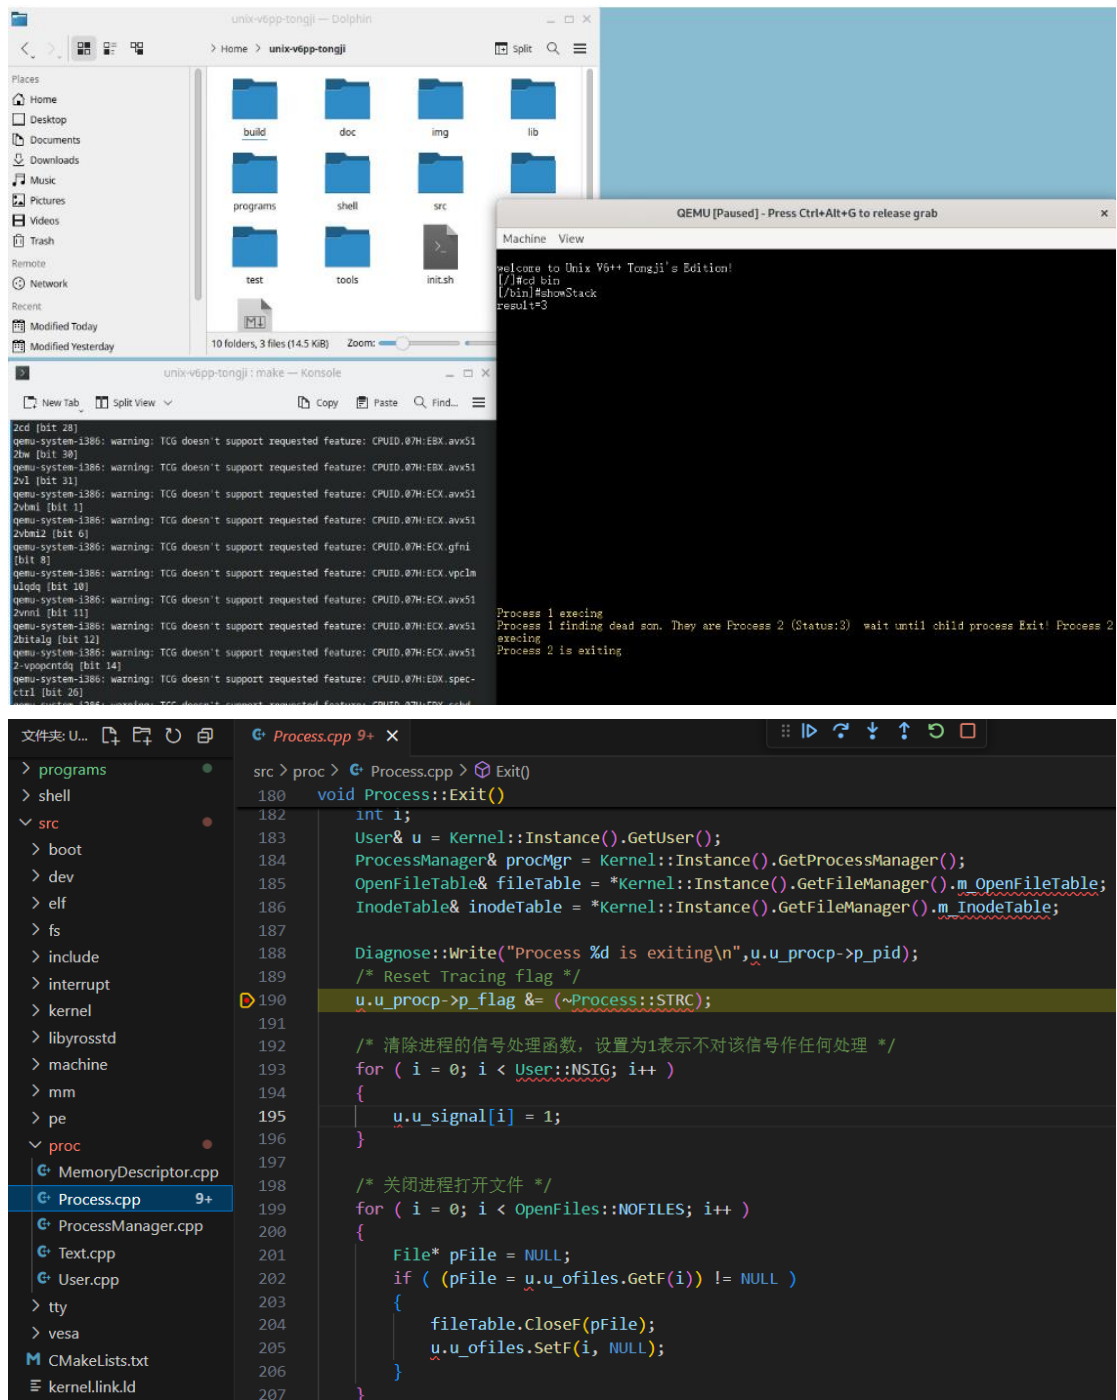 unix-v6pp-tongji — Dolphin
Home > unix-v6pp-tongji
Split
Places
Home
Desktop
Documents
Downloads
Music
Pictures
Videos
Trash
Remote
Network
Recent
Modified Today
Modified Yesterday
build doc img lib
programs shell src
test tools init.sh
10 folders, 3 files (14.5 KiB) Zoom:
QEMU [Paused] - Press Ctrl+Alt+G to release grab
Machine View
welcome to Unix V6++ Tongji's Edition!
[/]#cd bin
[/bin]#showStack
result=3
Process 1 execing
Process 1 finding dead son. They are Process 2 (Status:3) wait until child process Exit! Process 2
execing
Process 2 is exiting
unix-v6pp-tongji : make — Konsole
New Tab Split View Copy Paste Find...
2cd [bit 28]
qemu-system-i386: warning: TCG doesn't support requested feature: CPUID.07H:EBX.avx51
2bw [bit 30]
qemu-system-i386: warning: TCG doesn't support requested feature: CPUID.07H:EBX.avx51
2vl [bit 31]
qemu-system-i386: warning: TCG doesn't support requested feature: CPUID.07H:ECX.avx51
2vbmi [bit 1]
qemu-system-i386: warning: TCG doesn't support requested feature: CPUID.07H:ECX.avx51
2vbmi2 [bit 6]
qemu-system-i386: warning: TCG doesn't support requested feature: CPUID.07H:ECX.gfni
[bit 8]
qemu-system-i386: warning: TCG doesn't support requested feature: CPUID.07H:ECX.vpclm
ulqdq [bit 10]
qemu-system-i386: warning: TCG doesn't support requested feature: CPUID.07H:ECX.avx51
2vnni [bit 11]
qemu-system-i386: warning: TCG doesn't support requested feature: CPUID.07H:ECX.avx51
2bitalg [bit 12]
qemu-system-i386: warning: TCG doesn't support requested feature: CPUID.07H:ECX.avx51
2-vpopcntdq [bit 14]
qemu-system-i386: warning: TCG doesn't support requested feature: CPUID.07H:EDX.spec-
ctrl [bit 26]
文件夹: U...
programs
shell
src
boot
dev
elf
fs
include
interrupt
kernel
libyrosstd
machine
mm
pe
proc
MemoryDescriptor.cpp
Process.cpp 9+
ProcessManager.cpp
Text.cpp
User.cpp
tty
vesa
CMakeLists.txt
kernel.link.ld
Process.cpp 9+
src > proc > Process.cpp > Exit()
180 void Process::Exit()
182 int i;
183 User& u = Kernel::Instance().GetUser();
184 ProcessManager& procMgr = Kernel::Instance().GetProcessManager();
185 OpenFileTable& fileTable = *Kernel::Instance().GetFileManager().m_OpenFileTable;
186 InodeTable& inodeTable = *Kernel::Instance().GetFileManager().m_InodeTable;
187
188 Diagnose::Write("Process %d is exiting\n",u.u_procp->p_pid);
189 /* Reset Tracing flag */
190 u.u_procp->p_flag &= (~Process::STRC);
191
192 /* 清除进程的信号处理函数，设置为1表示不对该信号作任何处理 */
193 for ( i = 0; i < User::NSIG; i++ )
194 {
195 u.u_signal[i] = 1;
196 }
197
198 /* 关闭进程打开文件 */
199 for ( i = 0; i < OpenFiles::NOFILES; i++ )
200 {
201 File* pFile = NULL;
202 if ( (pFile = u.u_ofiles.GetF(i)) != NULL )
203 {
204 fileTable.CloseF(pFile);
205 u.u_ofiles.SetF(i, NULL);
206 }
207 }